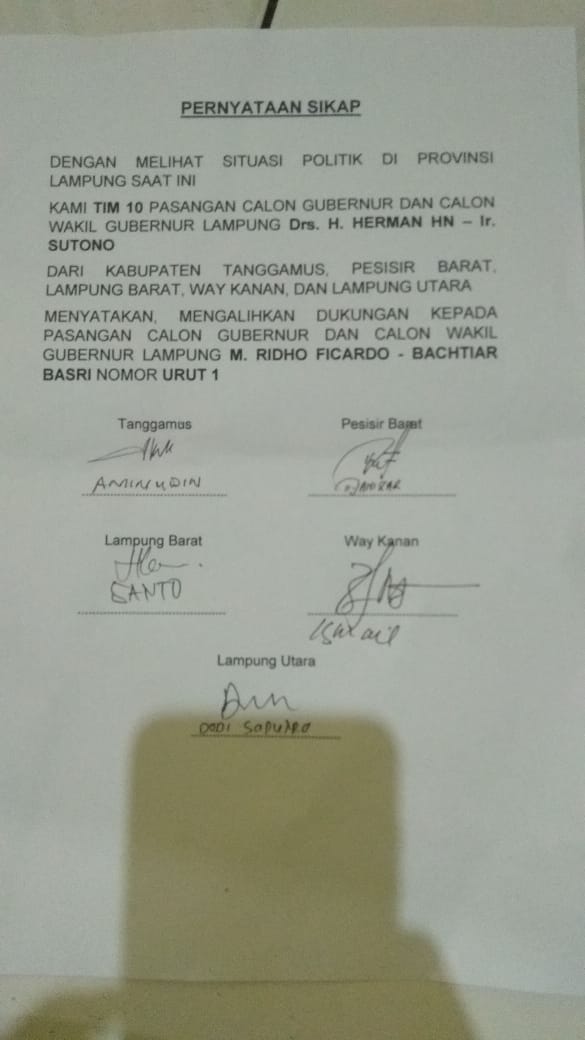 PERNYATAAN SIKAP
DENGAN MELIHAT SITUASI POLITIK DI PROVINSI
LAMPUNG SAAT INI
KAMI TIM 10 PASANGAN CALON GUBERNUR DAN CALON
WAKIL GUBERNUR LAMPUNG Drs. H. HERMAN HN – Ir.
SUTONO
DARI KABUPATEN TANGGAMUS, PESISIR BARAT,
LAMPUNG BARAT, WAY KANAN, DAN LAMPUNG UTARA
MENYATAKAN, MENGALIHKAN DUKUNGAN KEPADA
PASANGAN CALON GUBERNUR DAN CALON WAKIL
GUBERNUR LAMPUNG M. RIDHO FICARDO - BACHTIAR
BASRI NOMOR URUT 1
Tanggamus
AMINUDIN
Pesisir Barat
Lampung Barat
SANTO
Way Kanan
Ismail
Lampung Utara
DODI SAPUTRO